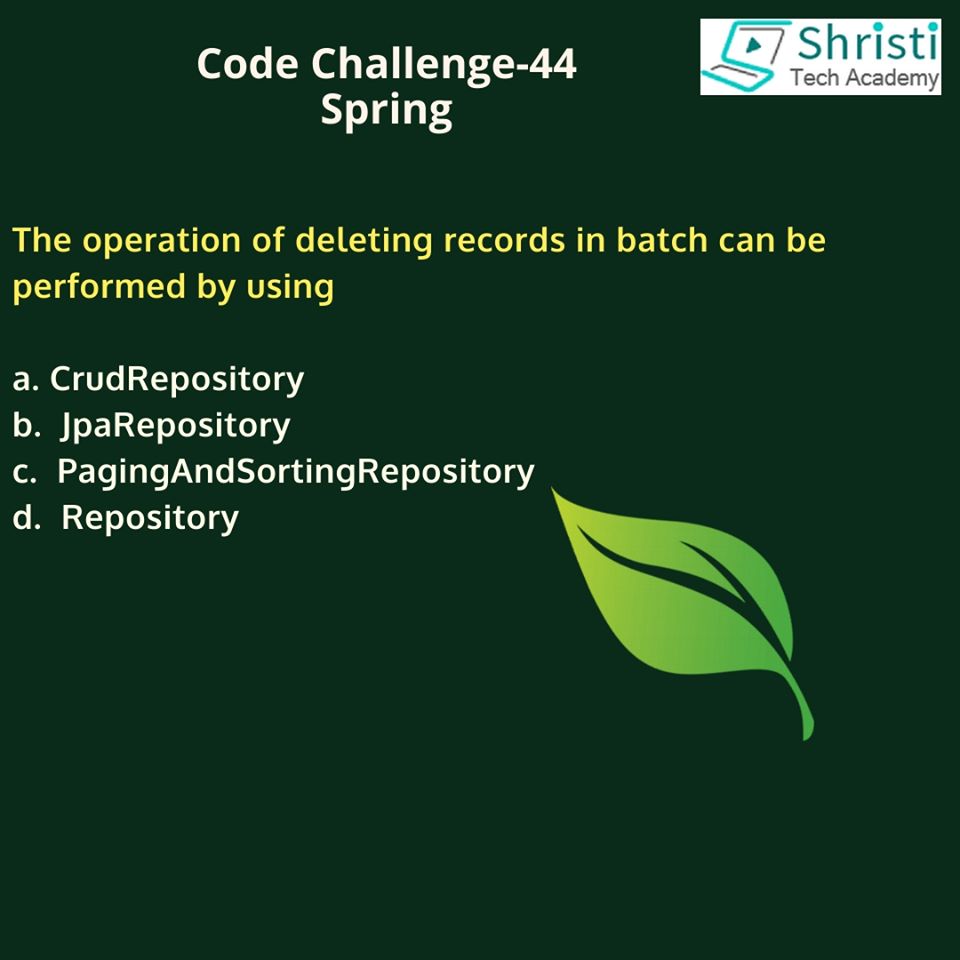 Code Challenge-44
Spring
Shristi
Tech Academy
The operation of deleting records in batch can be
performed by using
a. CrudRepository
b. JpaRepository
c. PagingAndSortingRepository
d. Repository